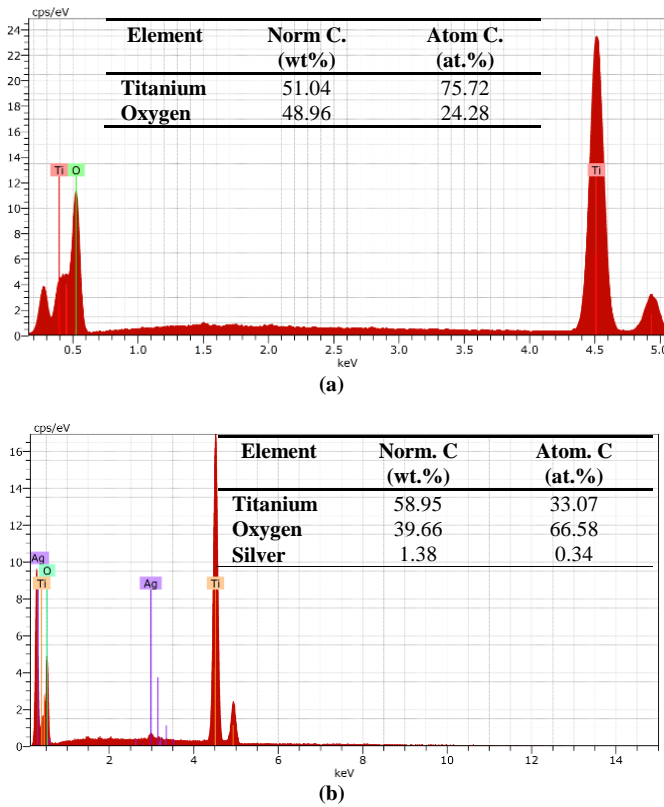 cps/eV
Element Norm C. Atom C.
(wt%) (at.%)
Titanium 51.04 75.72
Oxygen 48.96 24.28
24
22
20
18
16
14
12
10
8
6
4
2
0
Ti O Ti
0.5 1.0 1.5 2.0 2.5 3.0 3.5 4.0 4.5 5.0
keV
(a)
cps/eV
Element Norm. C Atom. C
(wt.%) (at.%)
Titanium 58.95 33.07
Oxygen 39.66 66.58
Silver 1.38 0.34
16
14
12
10
8
6
4
2
0
Ag
O
Ti Ag Ti
2 4 6 8 10 12 14
keV
(b)